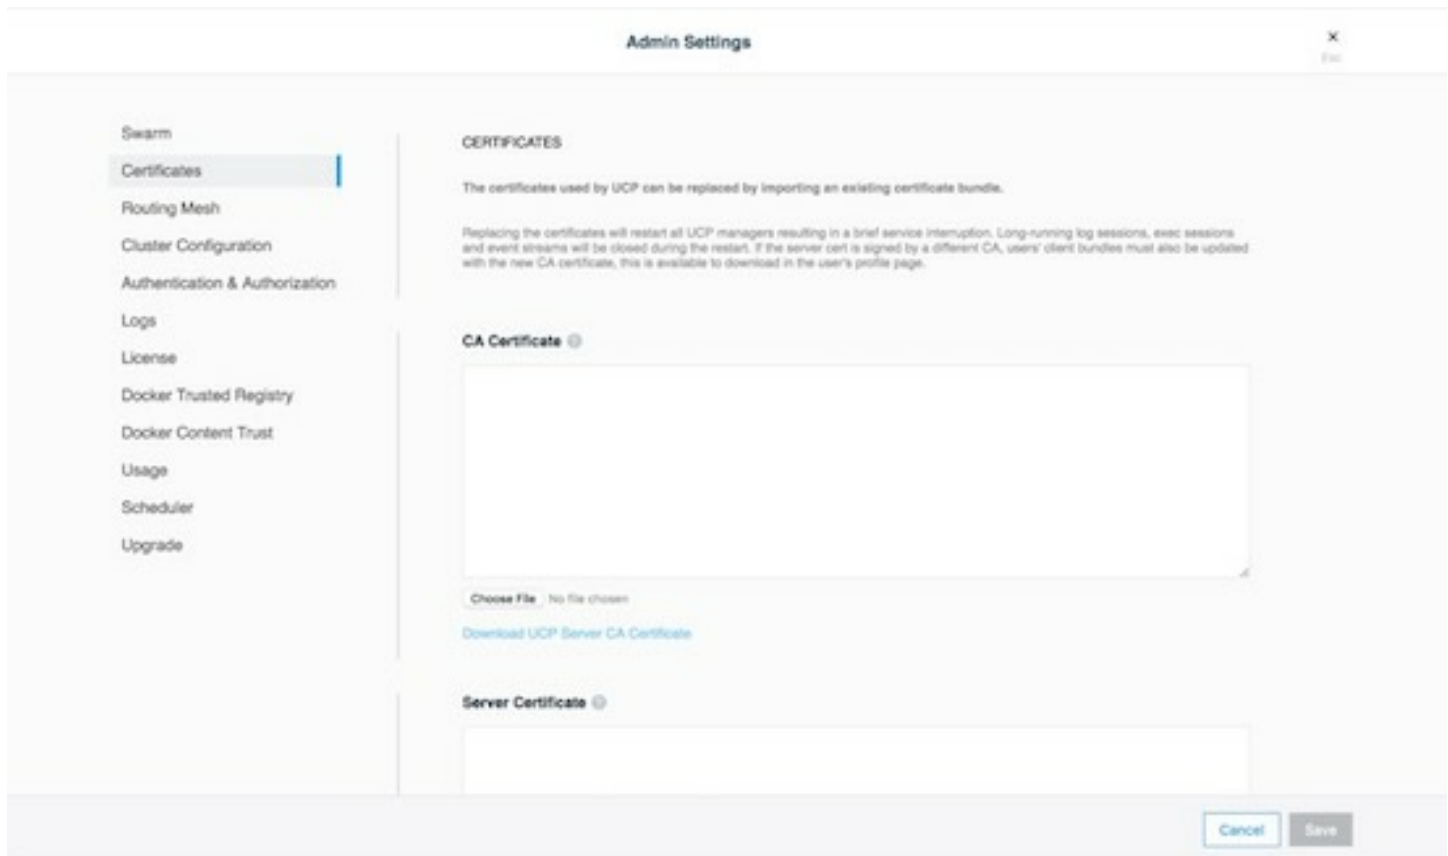 Admin Settings
×
Esc
Swarm
Certificates
Routing Mesh
Cluster Configuration
Authentication & Authorization
Logs
License
Docker Trusted Registry
Docker Content Trust
Usage
Scheduler
Upgrade
CERTIFICATES
The certificates used by UCP can be replaced by importing an existing certificate bundle.
Replacing the certificates will restart all UCP managers resulting in a brief service interruption. Long-running log sessions, exec sessions
and event streams will be closed during the restart. If the server cert is signed by a different CA, users' client bundles must also be updated
with the new CA certificate, this is available to download in the user's profile page.
CA Certificate
Choose File No file chosen
Download UCP Server CA Certificate
Server Certificate
Cancel Save